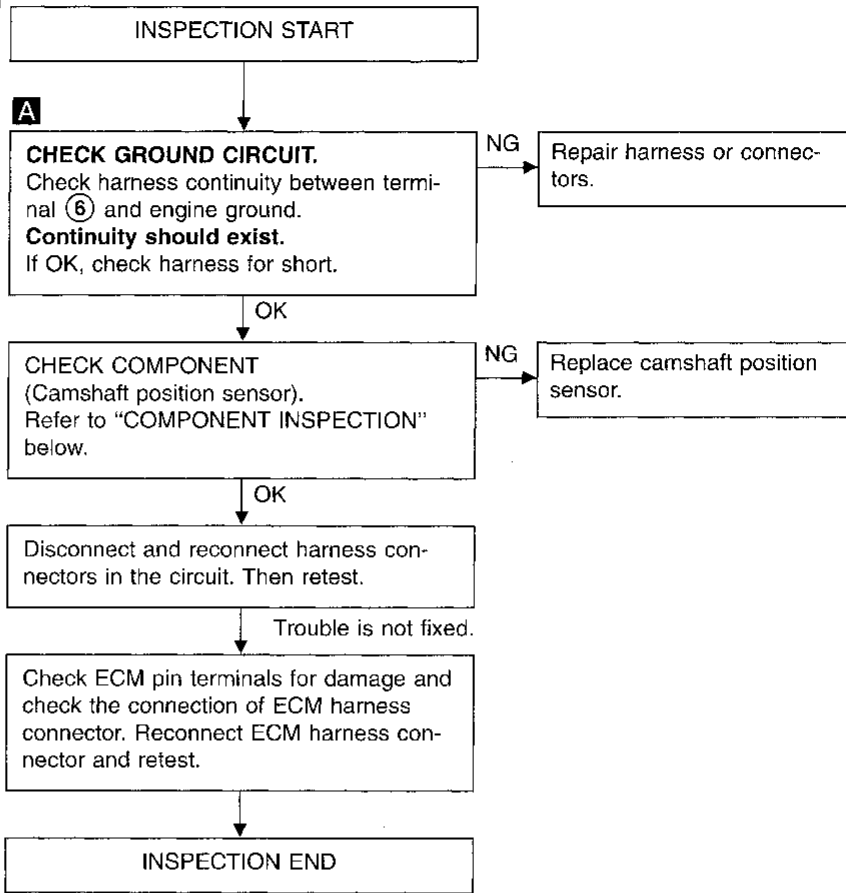 INSPECTION START
A
CHECK GROUND CIRCUIT.
Check harness continuity between termi-
nal ⑥ and engine ground.
Continuity should exist.
If OK, check harness for short.
NG
Repair harness or connec-
tors.
OK
CHECK COMPONENT
(Camshaft position sensor).
Refer to “COMPONENT INSPECTION”
below.
NG
Replace camshaft position
sensor.
OK
Disconnect and reconnect harness con-
nectors in the circuit. Then retest.
Trouble is not fixed.
Check ECM pin terminals for damage and
check the connection of ECM harness
connector. Reconnect ECM harness con-
nector and retest.
INSPECTION END